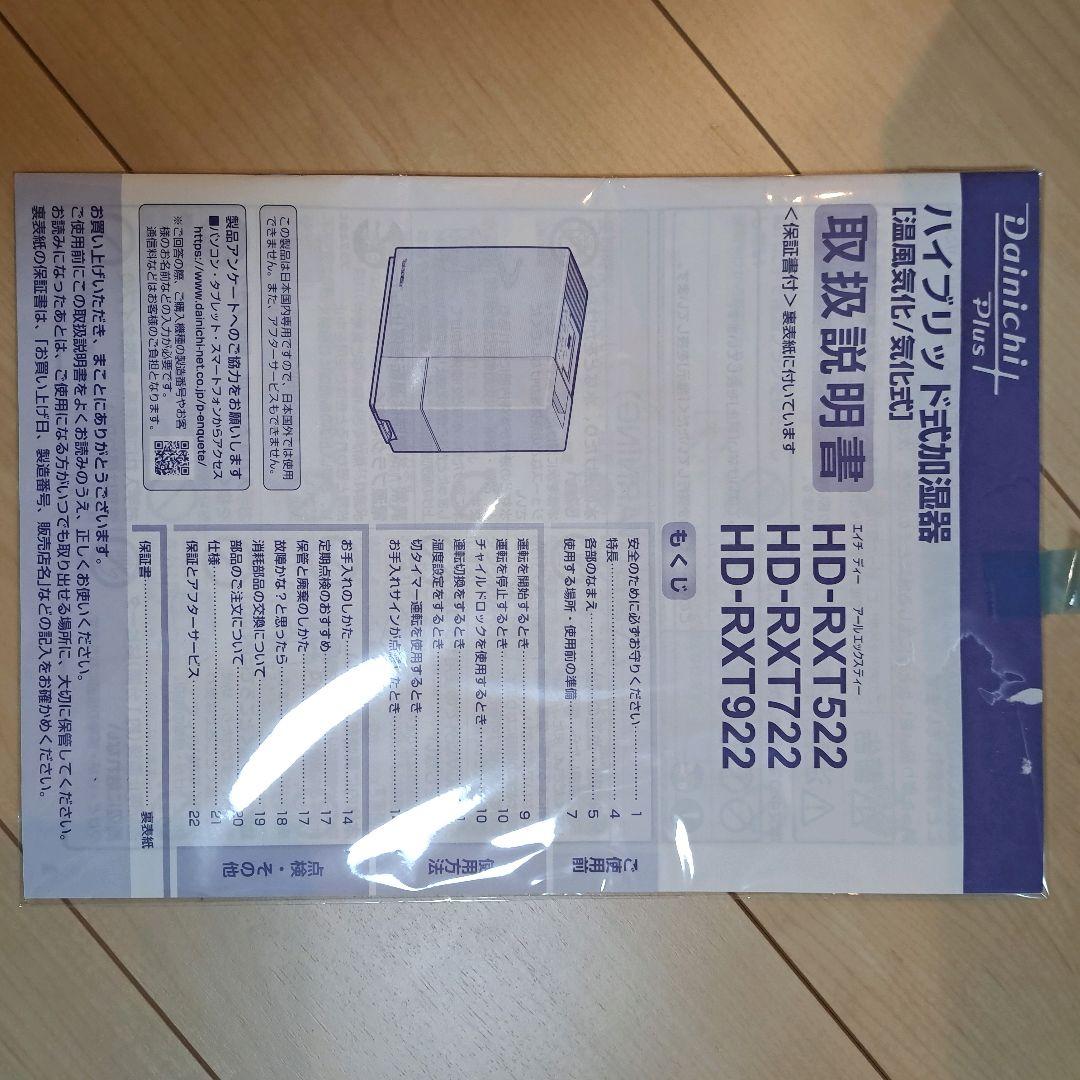 Dainichi
Plus
ハイブリッド式加湿器
[温風気化/気化式]
取扱説明書
<保証書付>裏表紙に付いています
エイチ ディー アールエックスティー
HD-RXT522
HD-RXT722
HD-RXT922
この製品は日本国内専用ですので、日本国外では使用
できません。また、アフターサービスもできません。
製品アンケートへのご協力をお願いします
■パソコン・タブレット・スマートフォンからアクセス
https://www.dainichi-net.co.jp/p-enquete/
※ご回答の際、ご購入機種の製造番号やお客
様のお名前などの入力が必要です。
通信料などはお客様のご負担となります。
もくじ
ご使用前
安全のために必ずお守りください 1
特長 4
各部のなまえ 5
使用する場所・使用前の準備 7
使用方法
運転を開始するとき 9
運転を停止するとき 10
チャイルドロックを使用するとき 10
運転切換をするとき
湿度設定をするとき
切タイマー運転を使用するとき
お手入れサインが点 たとき
点検・その他
お手入れのしかた 14
定期点検のおすすめ 17
保管と廃棄のしかた 17
故障かな?と思ったら 18
消耗部品の交換について 19
部品のご注文について 20
仕様 21
保証とアフターサービス 22
保証書 裏表紙
お買い上げいただき、まことにありがとうございます。
ご使用前にこの取扱説明書をよくお読みのうえ、正しくお使いください。
お読みになったあとは、ご使用になる方がいつでも取り出せる場所に、大切に保管してください。
裏表紙の保証書は、「お買い上げ日、製造番号、販売店名」などの記入をお確かめください。